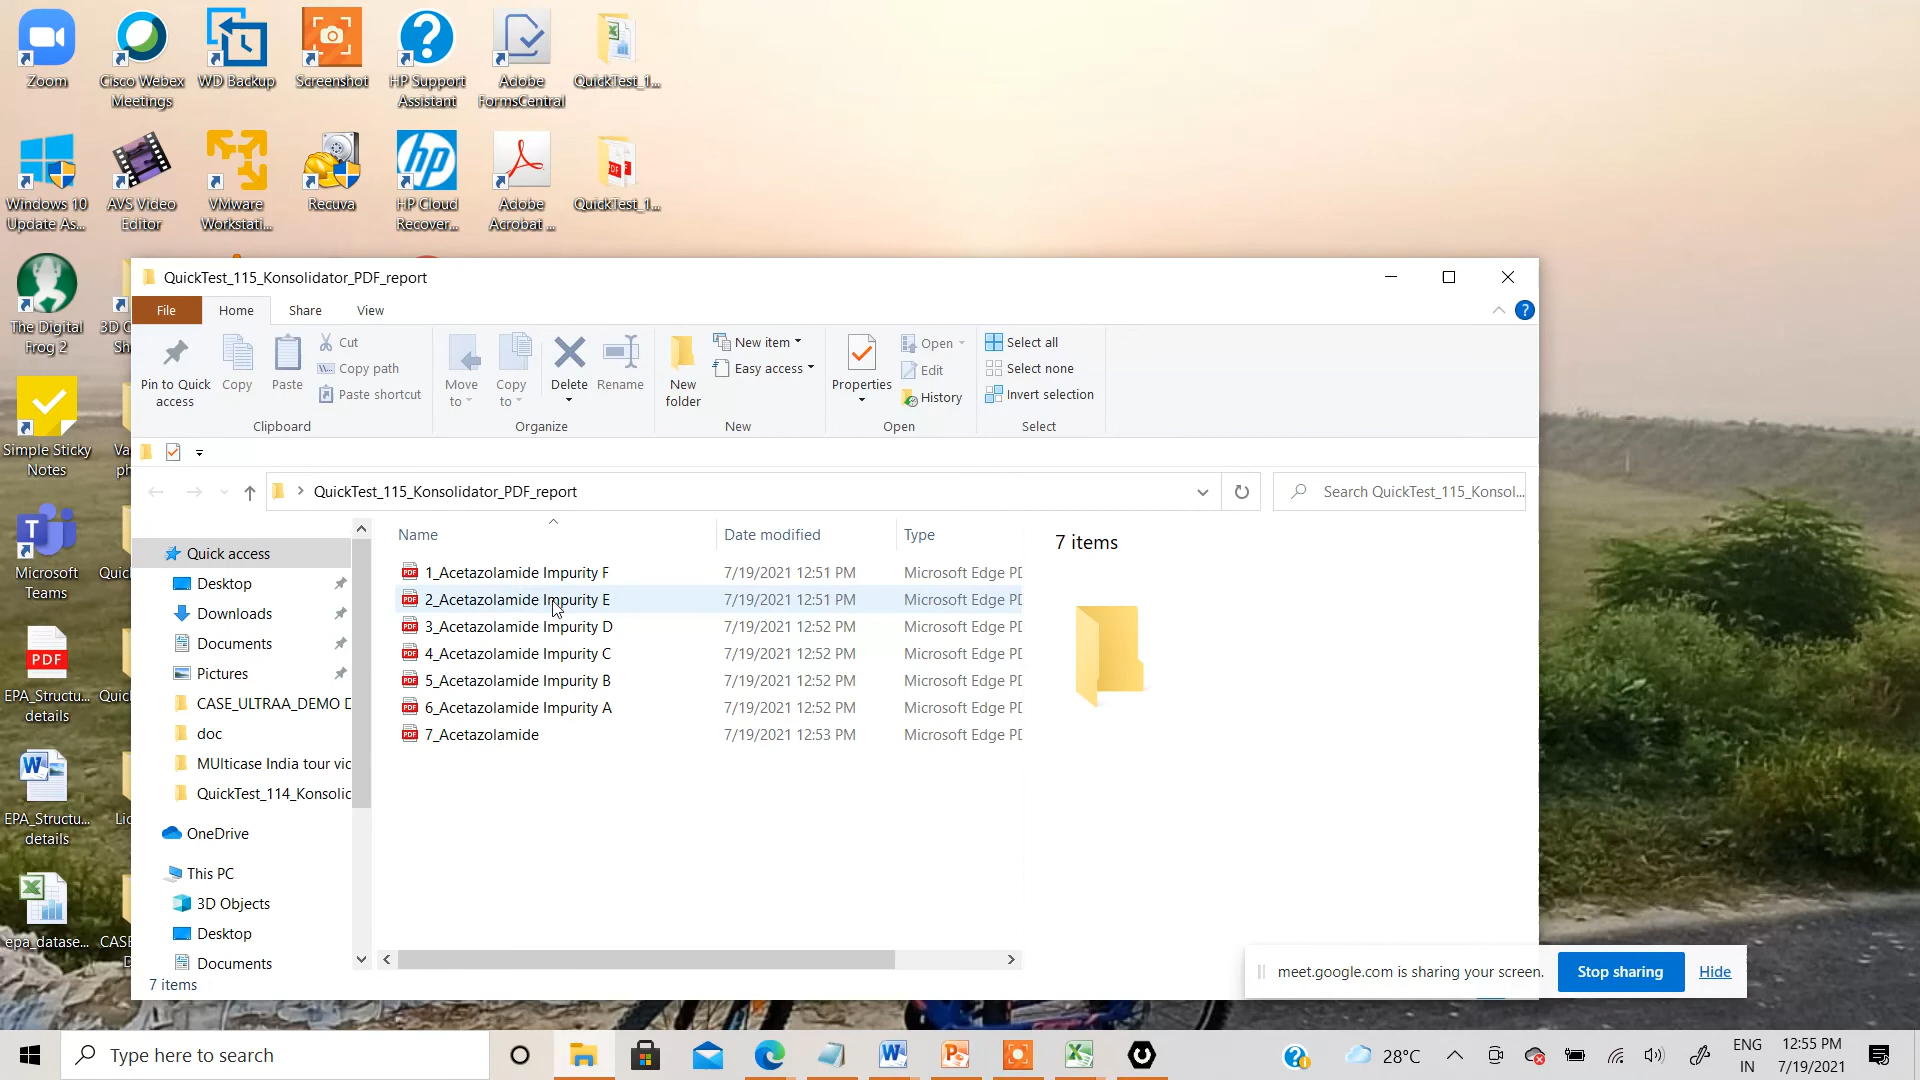 Zoom
Cisco Webex
Meetings
WD Backup
Screenshot
HP Support
Assistant
Adobe
FormsCentral
QuickTest_1...
Windows 10
Update As...
AVS Video
Editor
VMware
Workstati...
Recuva
HP Cloud
Recover...
Adobe
Acrobat ...
QuickTest_1...
The Digital
Frog 2
3D C
Sh
Simple Sticky
Notes
Va
ph
Microsoft
Teams
Quic
PDF
EPA_Structu...
details
Quic
EPA_Structu...
details
Lic
epa_datase...
CASE
D
QuickTest_115_Konsolidator_PDF_report
File
Home
Share
View
Pin to Quick
access
Copy
Paste
Cut
Copy path
Paste shortcut
Clipboard
Move
to
Copy
to
Delete
Rename
Organize
New
folder
New item
Easy access
New
Properties
Open
Edit
History
Open
Select all
Select none
Invert selection
Select
QuickTest_115_Konsolidator_PDF_report
Search QuickTest_115_Konsol...
Quick access
Desktop
Downloads
Documents
Pictures
CASE_ULTRAA_DEMO D
doc
MUlticase India tour vic
QuickTest_114_Konsolic
OneDrive
This PC
3D Objects
Desktop
Documents
Name Date modified Type
1_Acetazolamide Impurity F 7/19/2021 12:51 PM Microsoft Edge PD
2_Acetazolamide Impurity E 7/19/2021 12:51 PM Microsoft Edge PD
3_Acetazolamide Impurity D 7/19/2021 12:52 PM Microsoft Edge PD
4_Acetazolamide Impurity C 7/19/2021 12:52 PM Microsoft Edge PD
5_Acetazolamide Impurity B 7/19/2021 12:52 PM Microsoft Edge PD
6_Acetazolamide Impurity A 7/19/2021 12:52 PM Microsoft Edge PD
7_Acetazolamide 7/19/2021 12:53 PM Microsoft Edge PD
7 items
7 items
meet.google.com is sharing your screen.
Stop sharing
Hide
Type here to search
28°C
ENG
IN
12:55 PM
7/19/2021